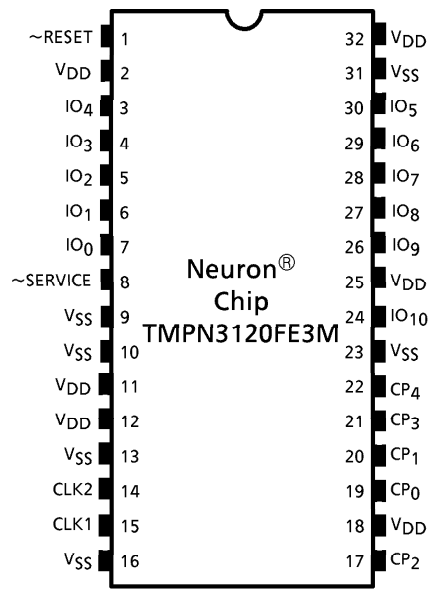 ~RESET 1 32 VDD
VDD 2 31 VSS
IO4 3 30 IO5
IO3 4 29 IO6
IO2 5 28 IO7
IO1 6 27 IO8
IO0 7 26 IO9
~SERVICE 8 25 VDD
Neuron®
Chip
TMPN3120FE3M
VSS 9 24 IO10
VSS 10 23 VSS
VDD 11 22 CP4
VDD 12 21 CP3
VSS 13 20 CP1
CLK2 14 19 CP0
CLK1 15 18 VDD
VSS 16 17 CP2